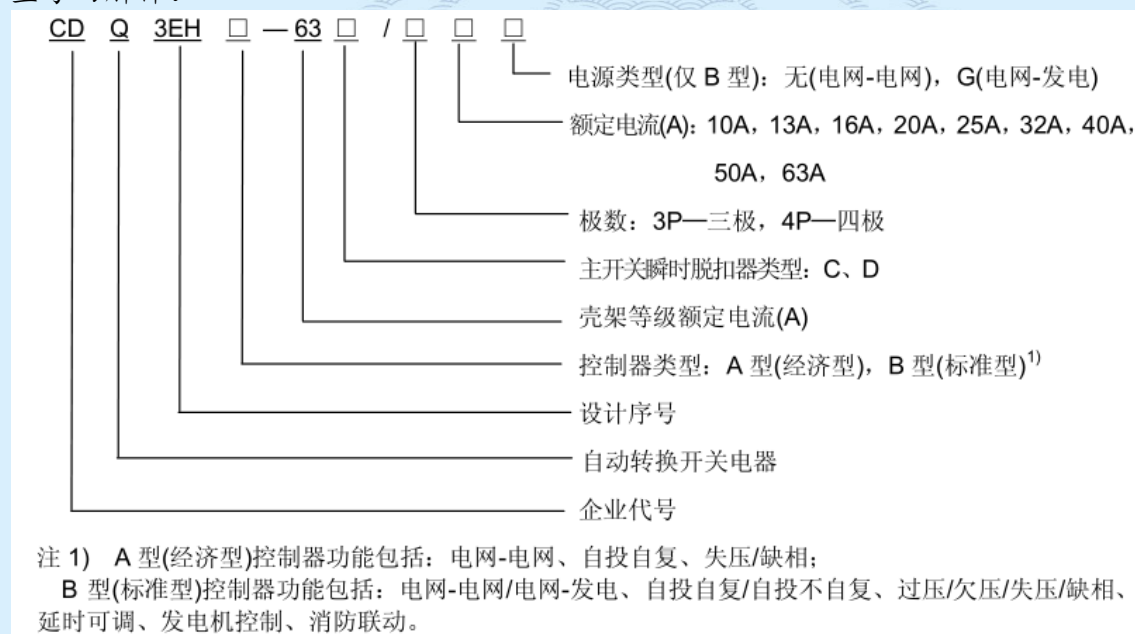 CD Q 3EH □ — 63 □ / □ □ □
电源类型(仅 B 型)：无(电网-电网)，G(电网-发电)
额定电流(A)：10A，13A，16A，20A，25A，32A，40A，
50A，63A
极数：3P—三极，4P—四极
主开关瞬时脱扣器类型：C、D
壳架等级额定电流(A)
控制器类型：A 型(经济型)，B 型(标准型)1)
设计序号
自动转换开关电器
企业代号
注 1) A 型(经济型)控制器功能包括：电网-电网、自投自复、失压/缺相；
B 型(标准型)控制器功能包括：电网-电网/电网-发电、自投自复/自投不自复、过压/欠压/失压/缺相、
延时可调、发电机控制、消防联动。